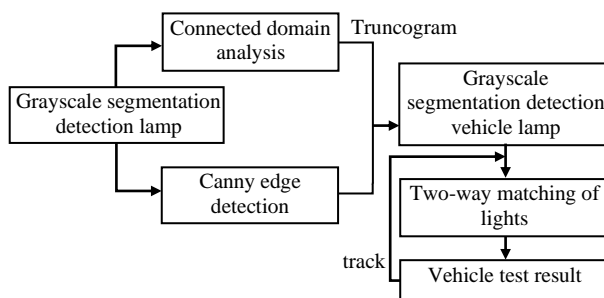 Connected domain
analysis
Truncogram
Grayscale segmentation
detection lamp
Grayscale
segmentation detection
vehicle lamp
Canny edge
detection
Two-way matching of
lights
track
Vehicle test result